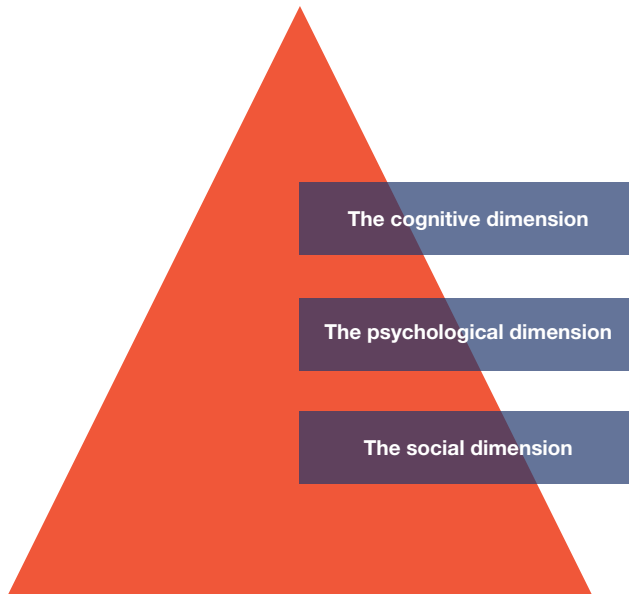 The cognitive dimension
The psychological dimension
The social dimension